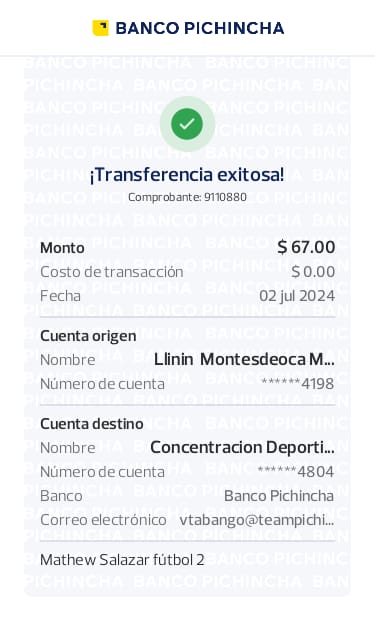 BANCO PICHINCHA
¡Transferencia exitosa!
Comprobante: 9110880
Monto $ 67.00
Costo de transacción $ 0.00
Fecha 02 jul 2024
Cuenta origen
Nombre Llinin Montesdeoca M...
Número de cuenta ******4198
Cuenta destino
Nombre Concentracion Deporti...
Número de cuenta ******4804
Banco Banco Pichincha
Correo electrónico vtabango@teampichi...
Mathew Salazar fútbol 2